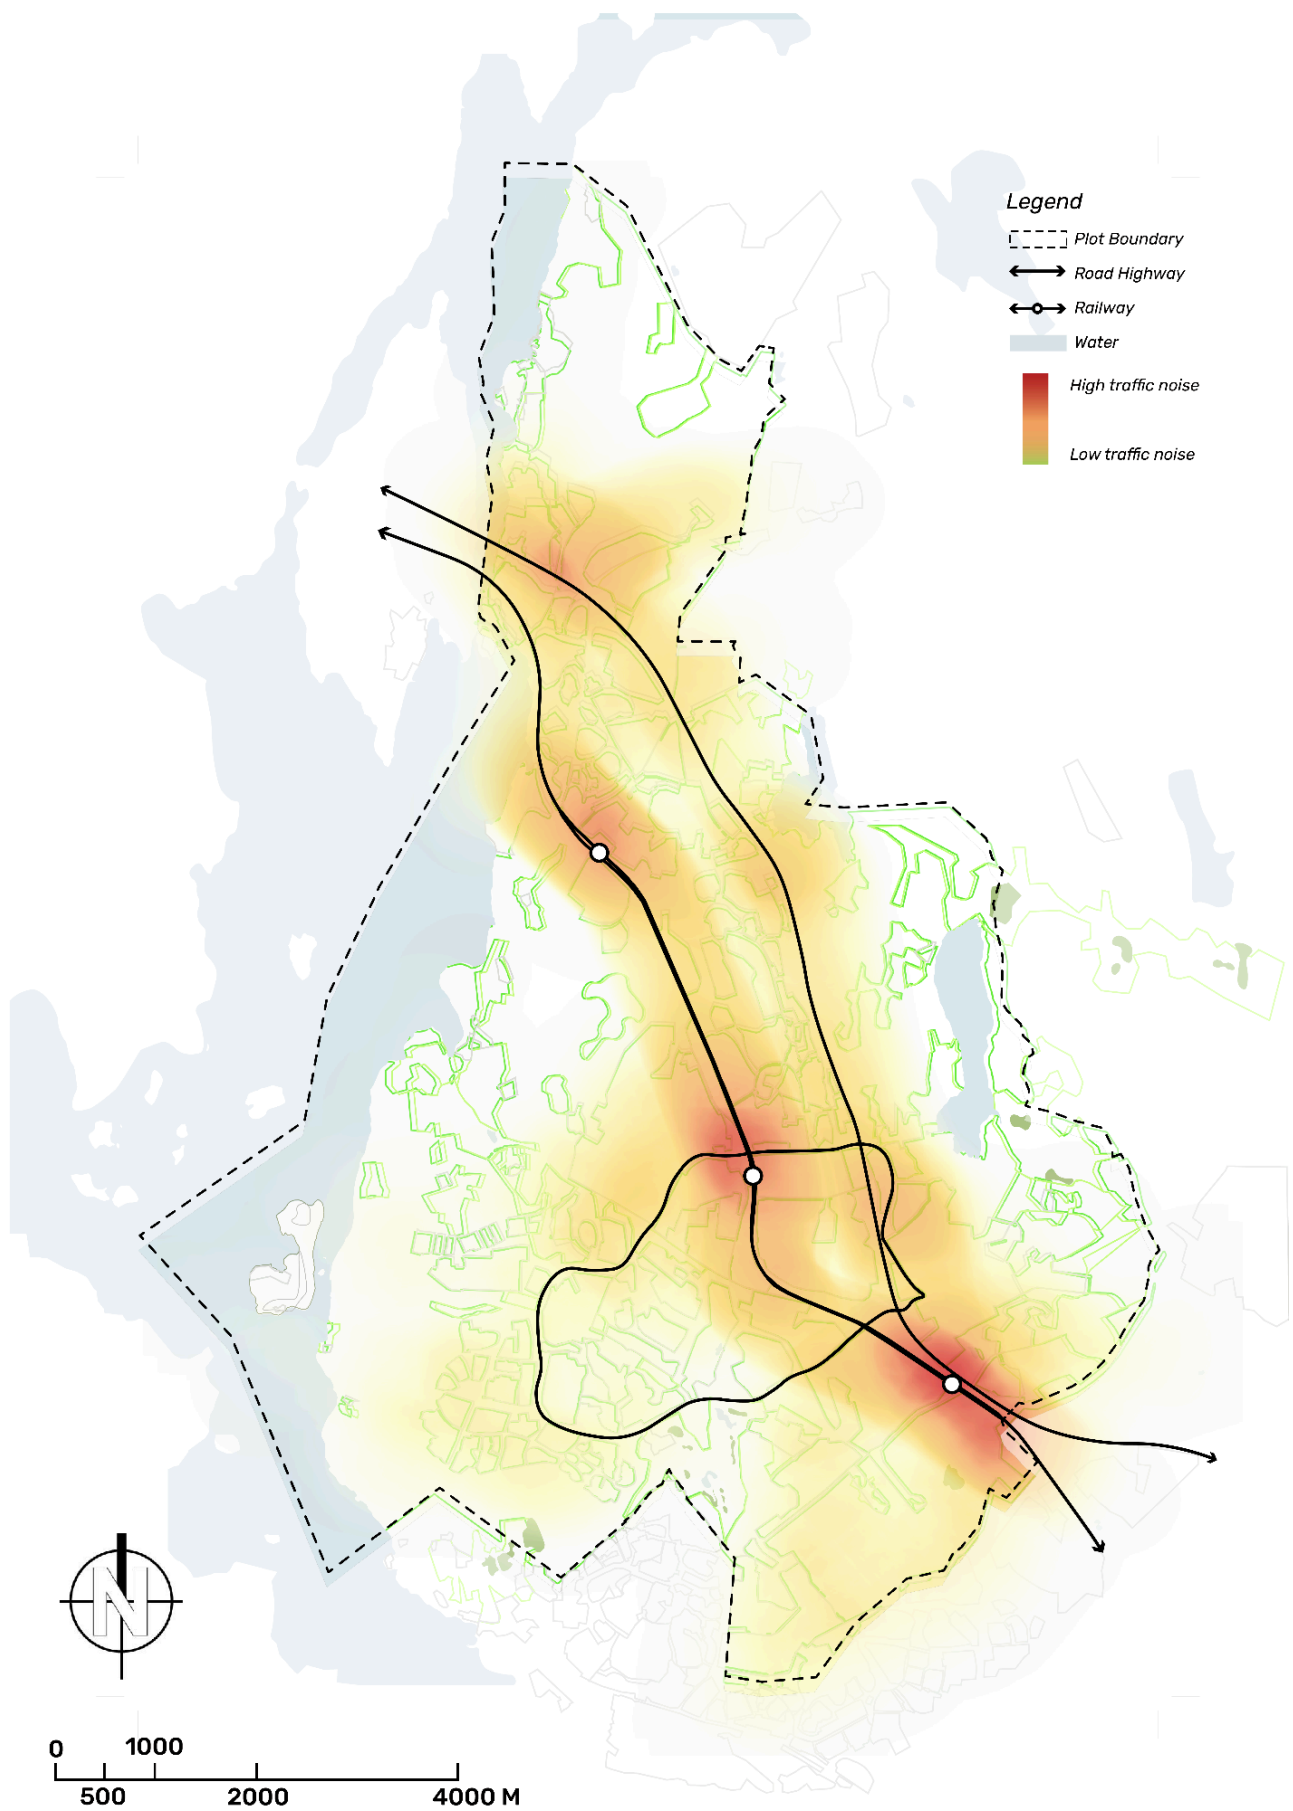 Legend
Plot Boundary
Road Highway
Railway
Water
High traffic noise
Low traffic noise
N
0 1000
500 2000 4000 M